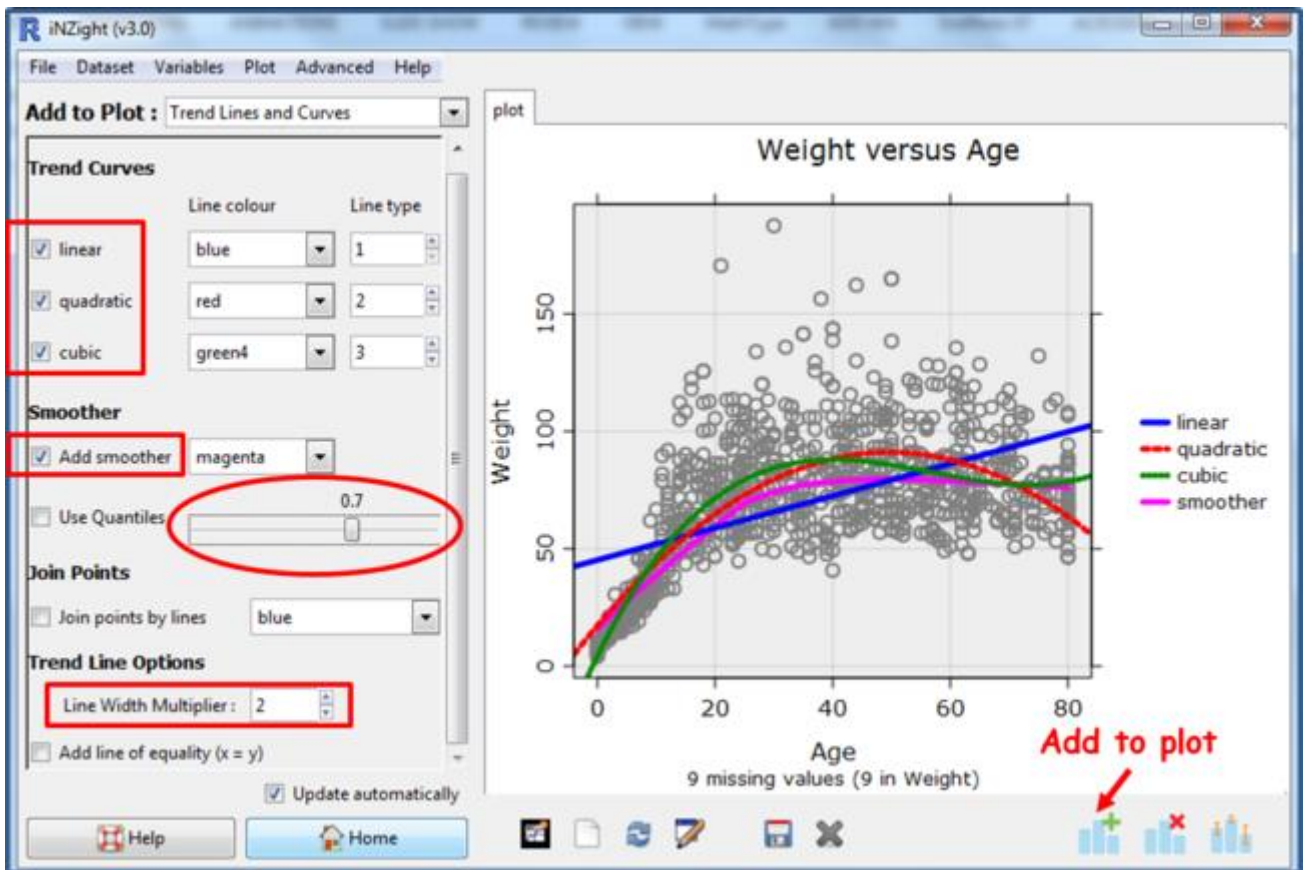 iNZight (v3.0)
File Dataset Variables Plot Advanced Help
Add to Plot : Trend Lines and Curves
Trend Curves
Line colour Line type
linear blue 1
quadratic red 2
cubic green4 3
Smoother
Add smoother magenta
0.7
Use Quantiles
Join Points
Join points by lines blue
Trend Line Options
Line Width Multiplier : 2
Add line of equality (x = y)
Update automatically
Help Home
plot
Weight versus Age
150
100
50
0
Weight
0 20 40 60 80
Age
9 missing values (9 in Weight)
linear
quadratic
cubic
smoother
Add to plot